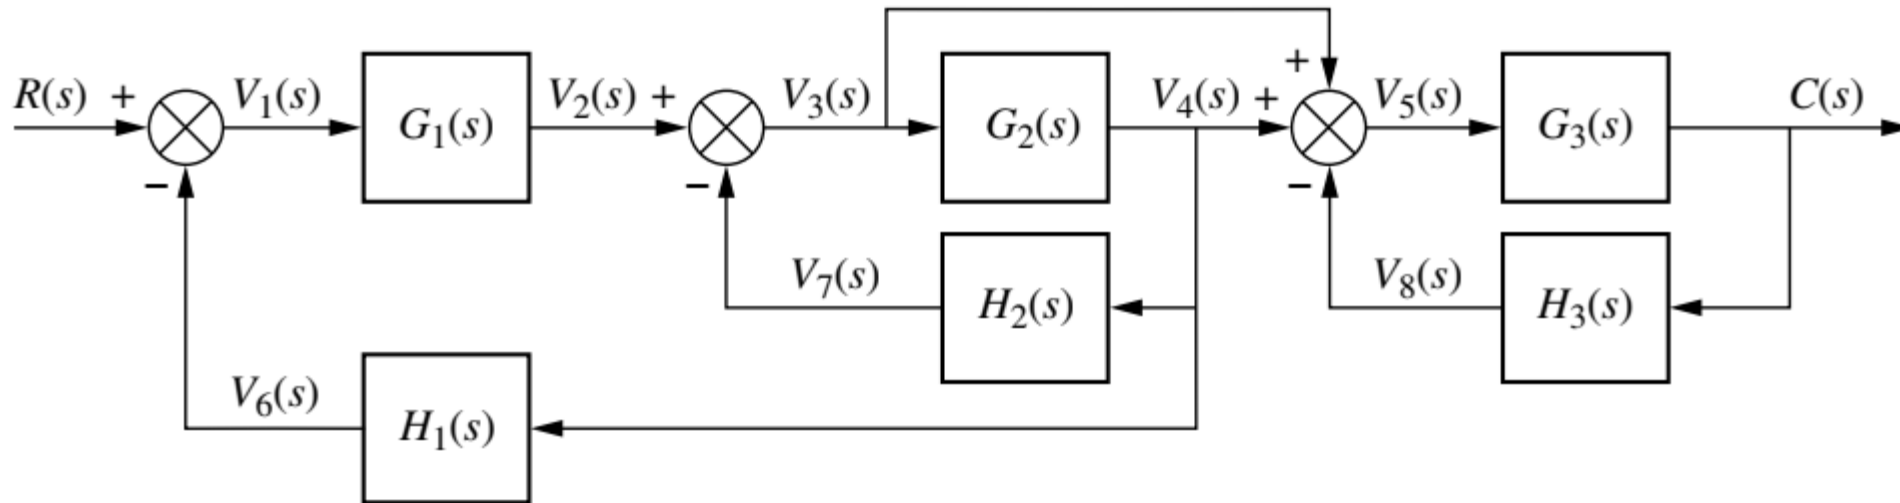 R(s) + V₁(s) G₁(s) V₂(s) + V₃(s) G₂(s) V₄(s) + + V₅(s) G₃(s) C(s)
− − −
V₇(s) H₂(s) V₈(s) H₃(s)
V₆(s) H₁(s)